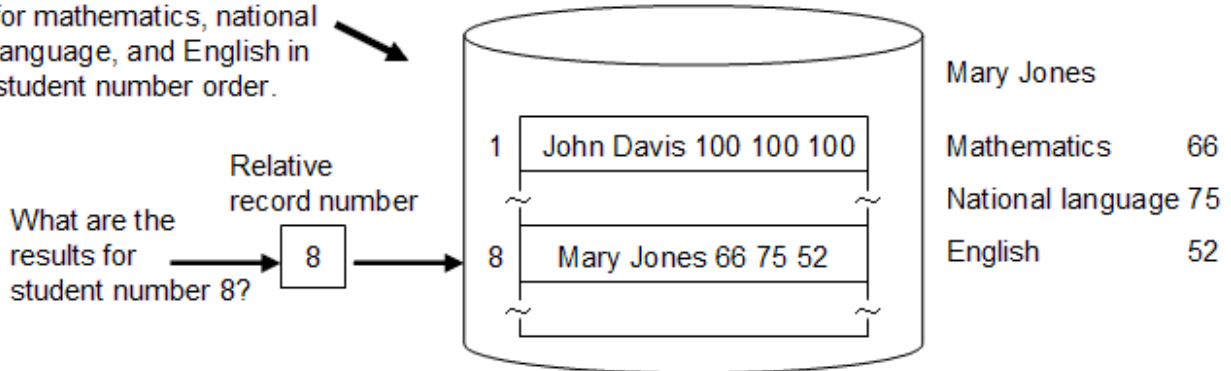 for mathematics, national
language, and English in
student number order.
What are the
results for
student number 8?
Relative
record number
8
1 John Davis 100 100 100
8 Mary Jones 66 75 52
Mary Jones
Mathematics 66
National language 75
English 52